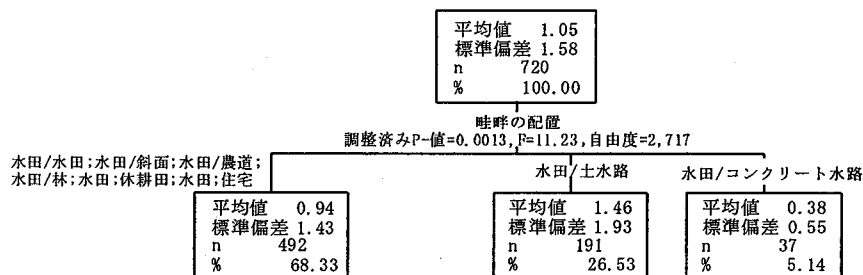 平均値 1.05
標準偏差 1.58
n 720
% 100.00
畦畔の配置
調整済みP-値=0.0013,F=11.23,自由度=2,717
水田/水田;水田/斜面;水田/農道;
水田/林;水田;休耕田;水田;住宅
水田/土水路
水田/コンクリート水路
平均値 0.94
標準偏差 1.43
n 492
% 68.33
平均値 1.46
標準偏差 1.93
n 191
% 26.53
平均値 0.38
標準偏差 0.55
n 37
% 5.14